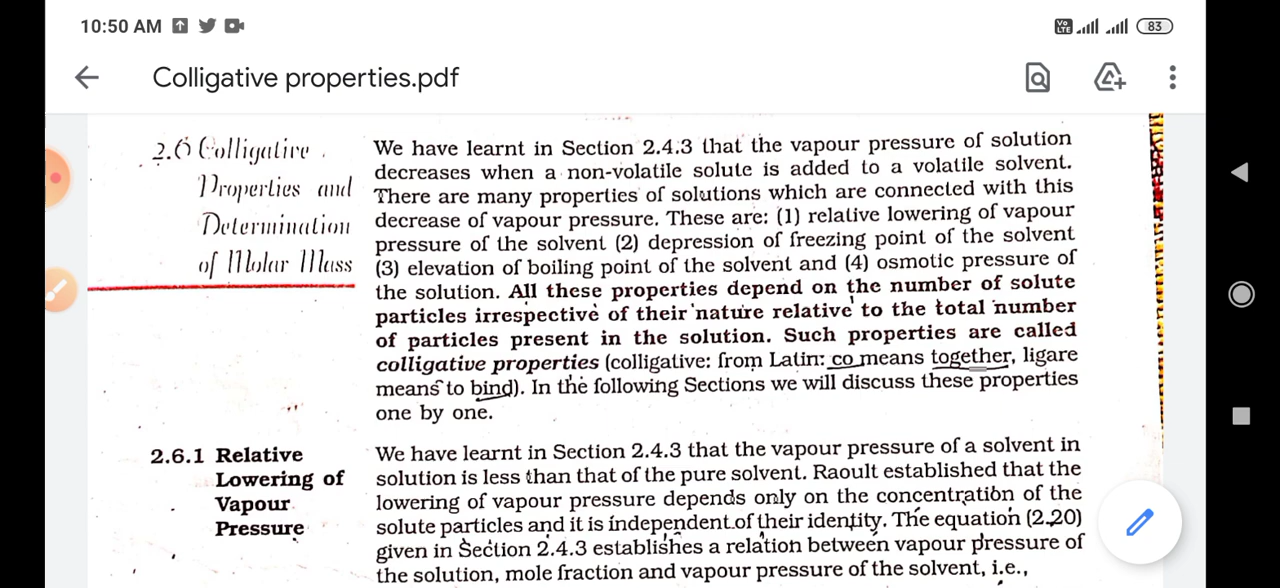 10:50 AM
Vo LTE
83
Colligative properties.pdf
2.6 Colligative
Properties and
Determination
of Molar Mass
We have learnt in Section 2.4.3 that the vapour pressure of solution
decreases when a non-volatile solute is added to a volatile solvent.
There are many properties of solutions which are connected with this
decrease of vapour pressure. These are: (1) relative lowering of vapour
pressure of the solvent (2) depression of freezing point of the solvent
(3) elevation of boiling point of the solvent and (4) osmotic pressure of
the solution. All these properties depend on the number of solute
particles irrespective of their nature relative to the total number
of particles present in the solution. Such properties are called
colligative properties (colligative: from Latin: co means together, ligare
means to bind). In the following Sections we will discuss these properties
one by one.
2.6.1 Relative
Lowering of
Vapour
Pressure
We have learnt in Section 2.4.3 that the vapour pressure of a solvent in
solution is less than that of the pure solvent. Raoult established that the
lowering of vapour pressure depends only on the concentration of the
solute particles and it is independent of their identity. The equation (2.20)
given in Section 2.4.3 establishes a relation between vapour pressure of
the solution, mole fraction and vapour pressure of the solvent, i.e.,